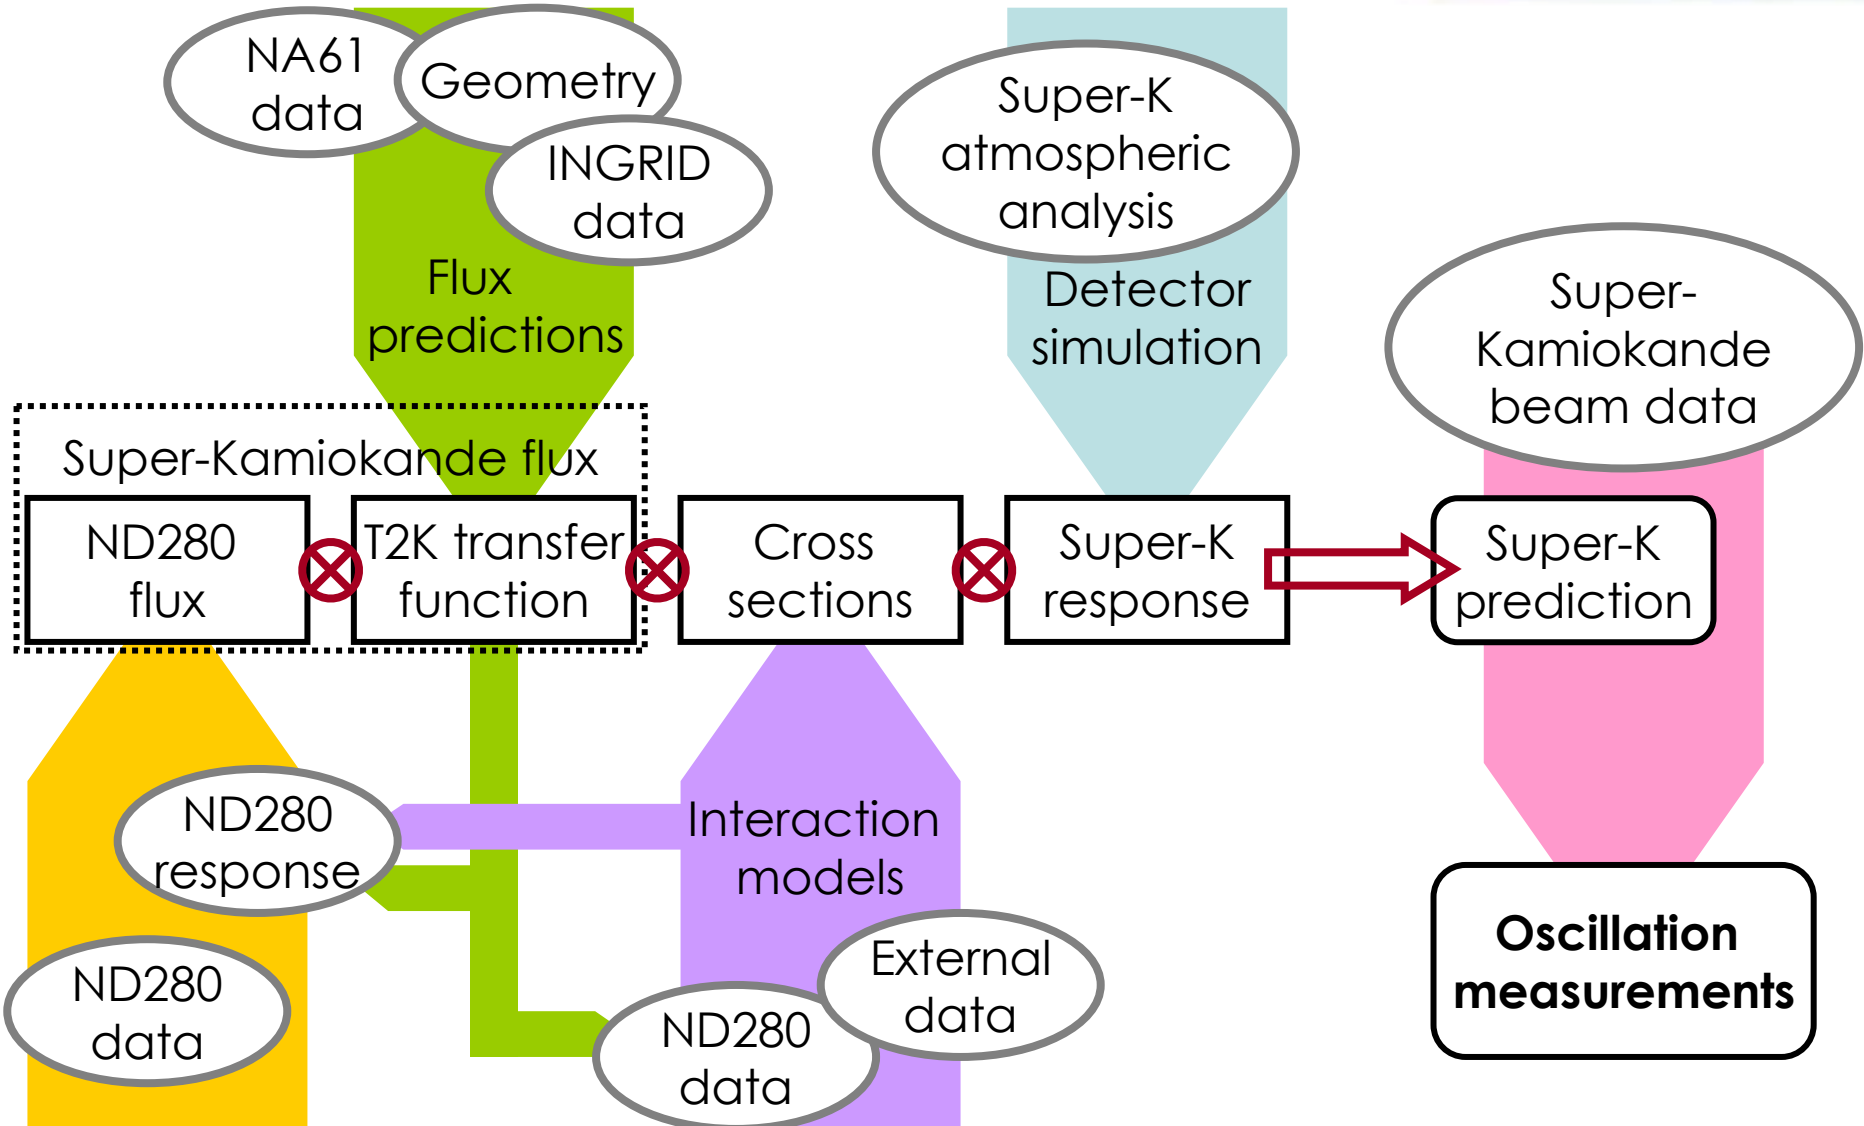 NA61
data
Geometry
INGRID
data
Flux
predictions
Super-K
atmospheric
analysis
Detector
simulation
Super-
Kamiokande
beam data
Super-Kamiokande flux
ND280
flux
T2K transfer
function
Cross
sections
Super-K
response
Super-K
prediction
ND280
response
Interaction
models
ND280
data
ND280
data
External
data
Oscillation
measurements